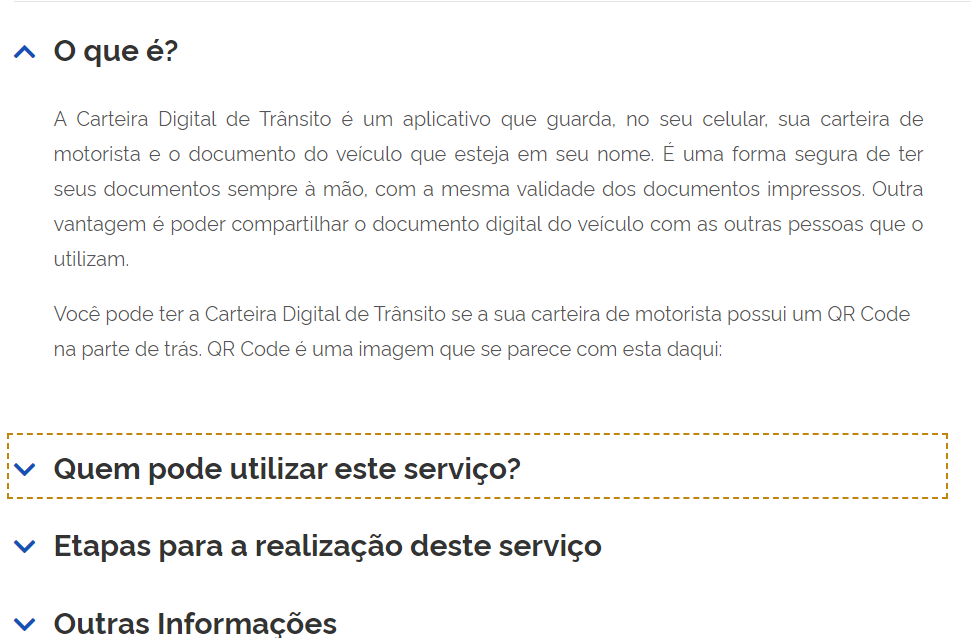 O que é?
A Carteira Digital de Trânsito é um aplicativo que guarda, no seu celular, sua carteira de
motorista e o documento do veículo que esteja em seu nome. É uma forma segura de ter
seus documentos sempre à mão, com a mesma validade dos documentos impressos. Outra
vantagem é poder compartilhar o documento digital do veículo com as outras pessoas que o
utilizam.
Você pode ter a Carteira Digital de Trânsito se a sua carteira de motorista possui um QR Code
na parte de trás. QR Code é uma imagem que se parece com esta daqui:
Quem pode utilizar este serviço?
Etapas para a realização deste serviço
Outras Informações